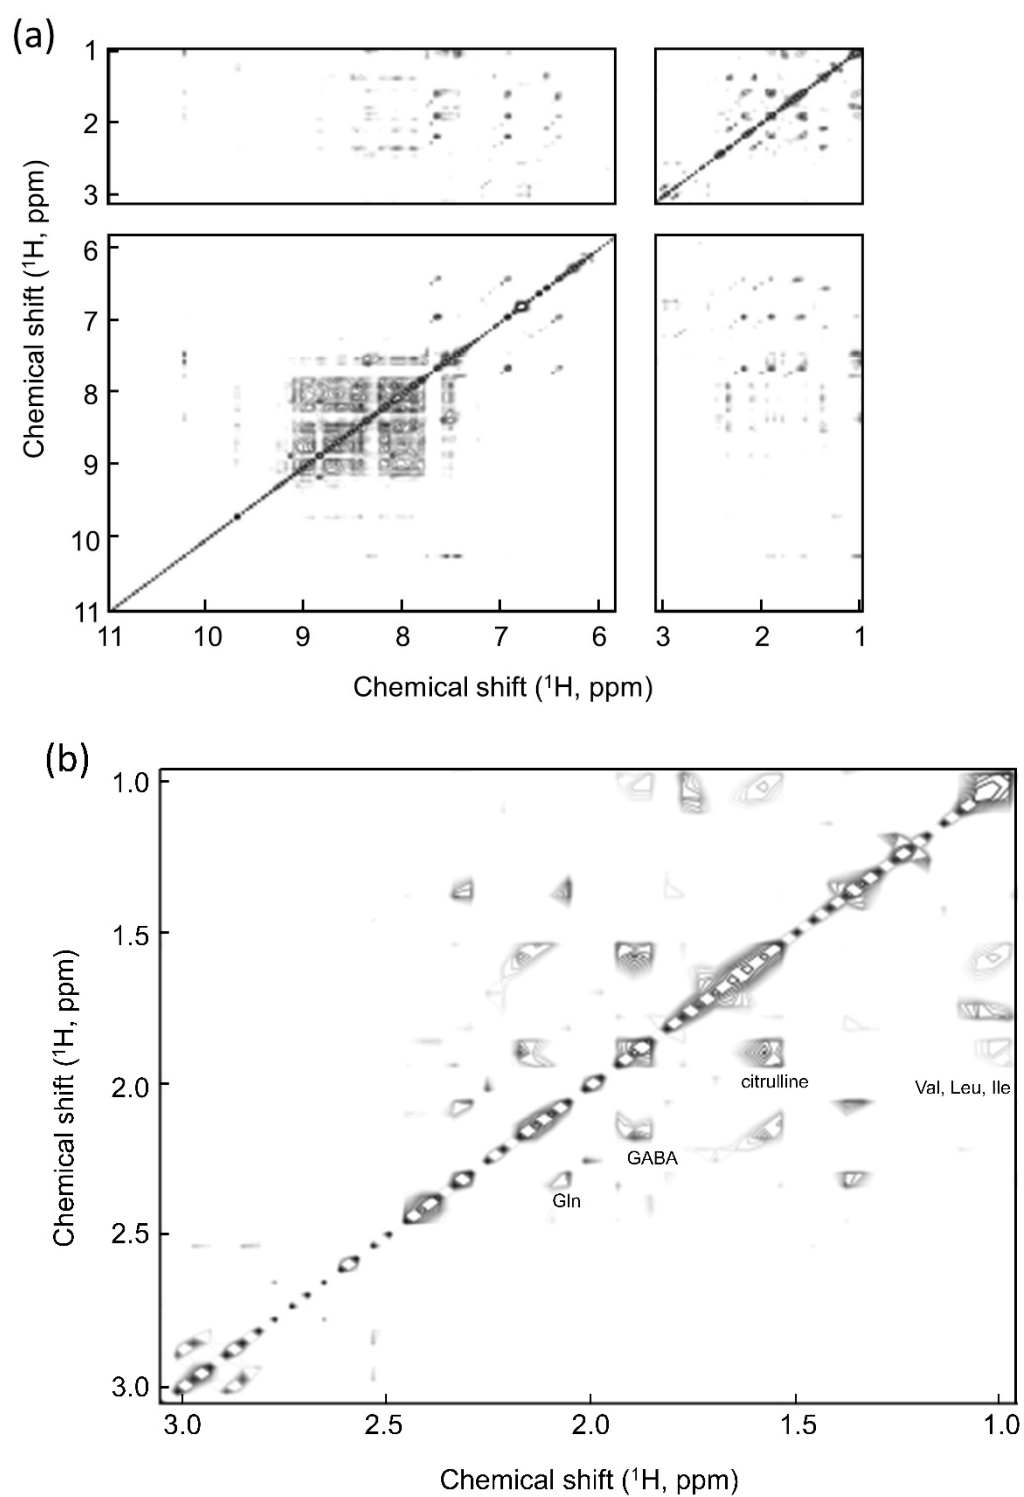 (a)
1
2
3
Chemical shift (¹H, ppm)
6
7
8
9
10
11
11 10 9 8 7 6 3 2 1
Chemical shift (¹H, ppm)
(b)
1.0
1.5
2.0
2.5
3.0
Chemical shift (¹H, ppm)
citrulline
Val, Leu, Ile
GABA
Gln
3.0 2.5 2.0 1.5 1.0
Chemical shift (¹H, ppm)